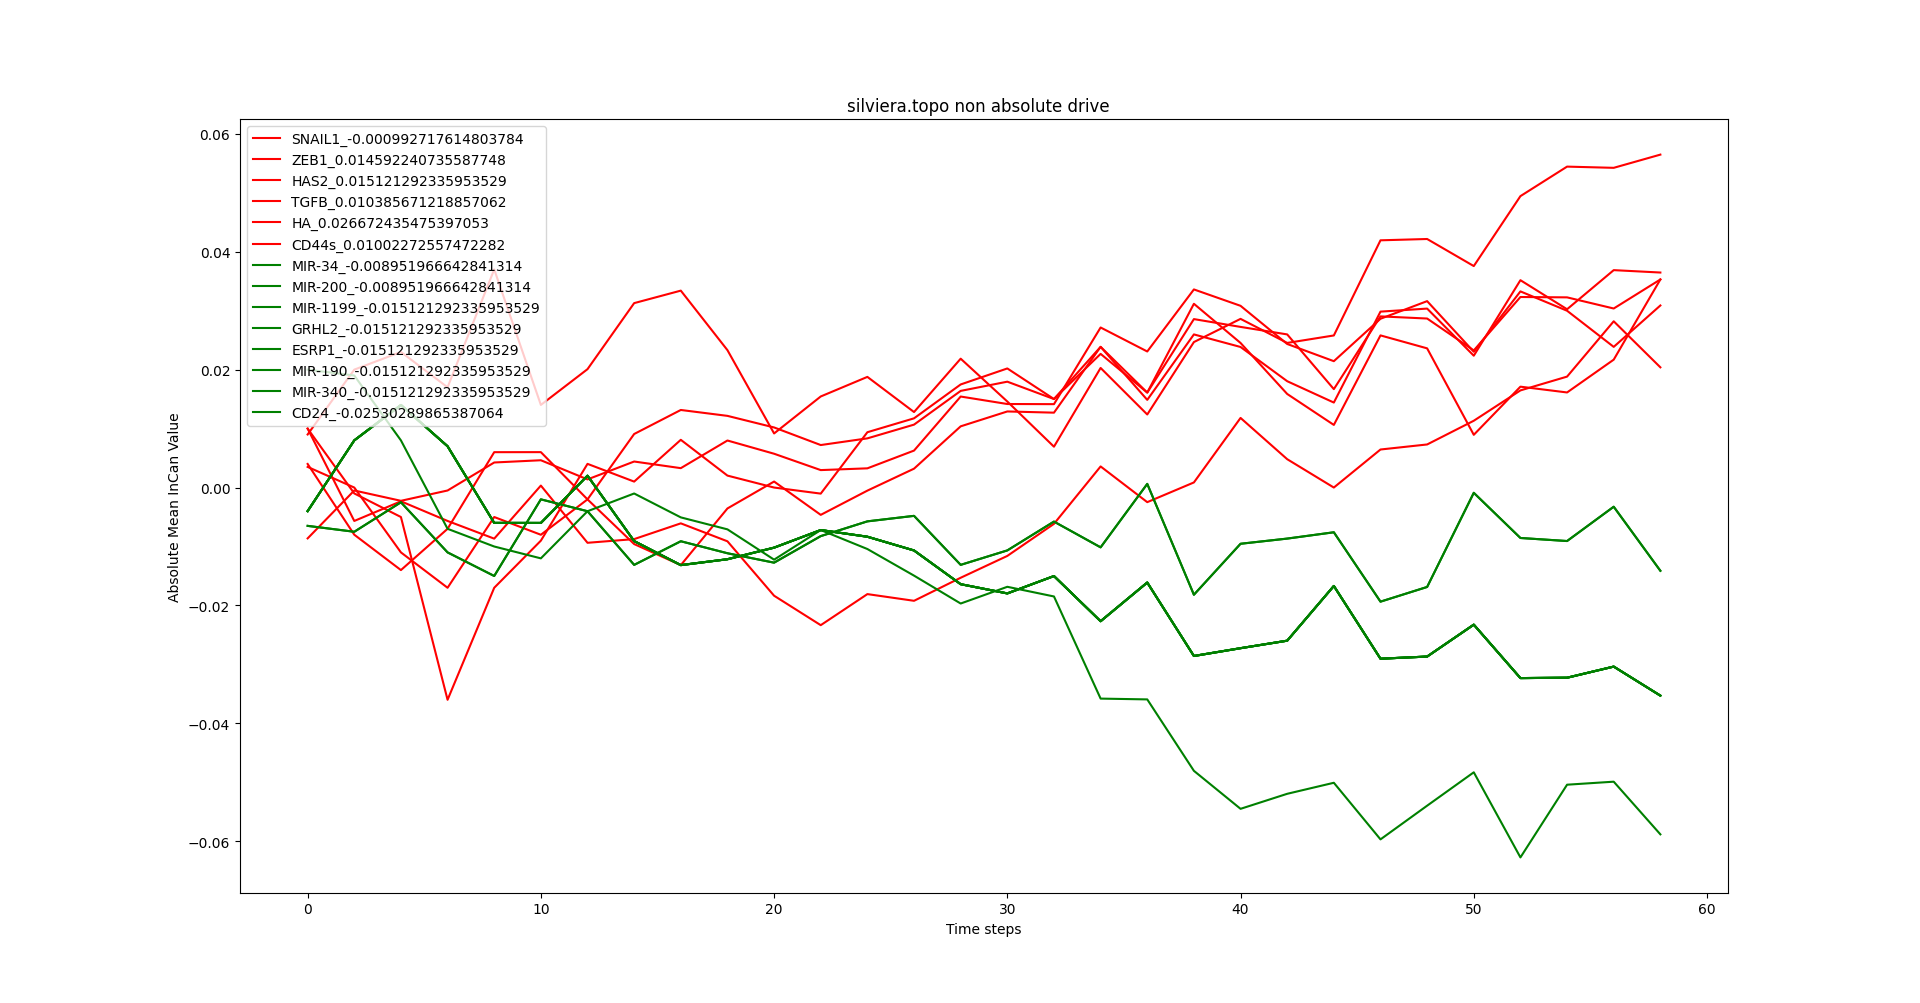 silviera.topo non absolute drive
SNAIL1_-0.000992717614803784
ZEB1_0.014592240735587748
HAS2_0.015121292335953529
TGFB_0.010385671218857062
HA_0.026672435475397053
CD44s_0.01002272557472282
MIR-34_-0.008951966642841314
MIR-200_-0.008951966642841314
MIR-1199_-0.015121292335953529
GRHL2_-0.015121292335953529
ESRP1_-0.015121292335953529
MIR-190_-0.015121292335953529
MIR-340_-0.015121292335953529
CD24_-0.02530289865387064
Absolute Mean InCan Value
0.06
0.04
0.02
0.00
−0.02
−0.04
−0.06
0 10 20 30 40 50 60
Time steps